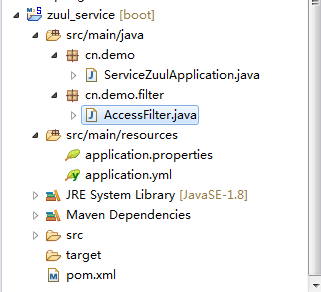 zuul_service [boot]
src/main/java
cn.demo
ServiceZuulApplication.java
cn.demo.filter
AccessFilter.java
src/main/resources
application.properties
application.yml
JRE System Library [JavaSE-1.8]
Maven Dependencies
src
target
pom.xml